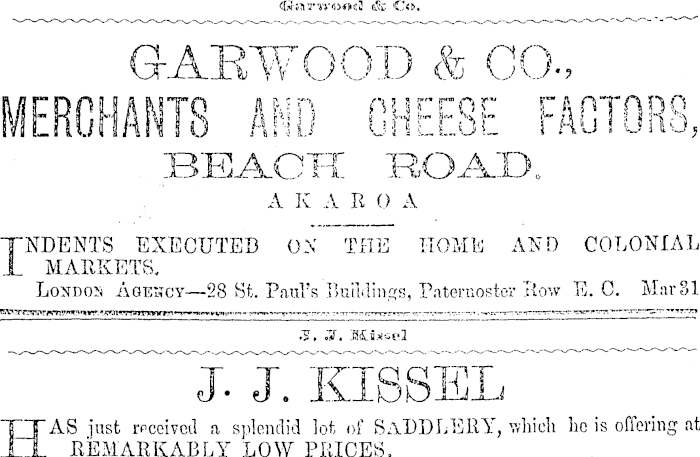 Garwood & Co.
GARWOOD & CO.,
MERCHANTS AND CHEESE FACTORS,
BEACH ROAD.
AKAROA
INDENTS EXECUTED ON THE HOME AND COLONIAL
MARKETS.
LONDON AGENCY—28 St. Paul's Buildings, Paternoster Row E. C. Mar 31
J. J. Kissel
J. J. KISSEL
HAS just received a splendid lot of SADDLERY, which he is offering at
REMARKABLY LOW PRICES.